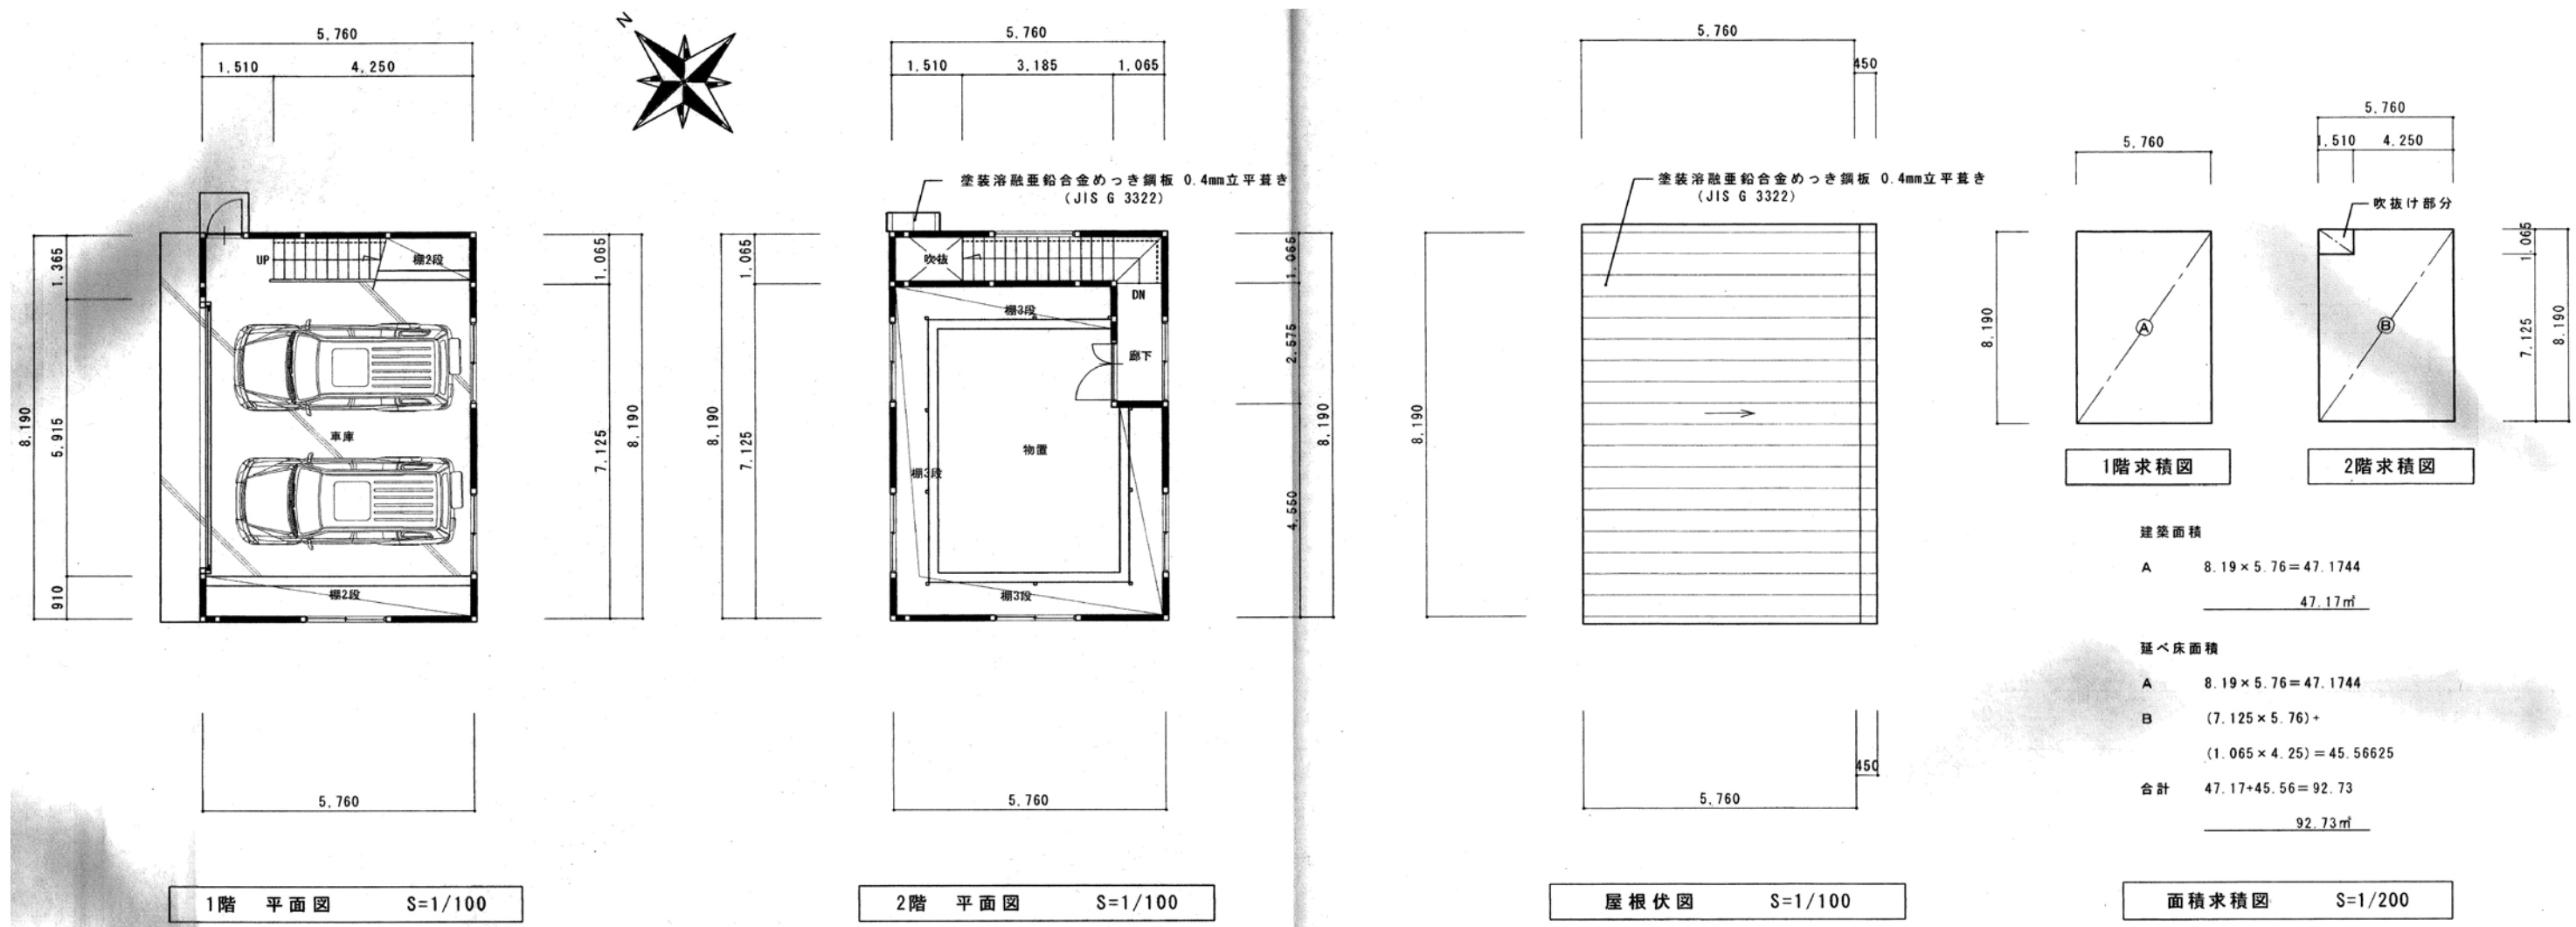 5,760
1,510
4,250
N
UP
棚2段
1.365
5.915
910
8.190
車庫
棚2段
1.065
7.125
8.190
5,760
1階 平面図 S=1/100
5,760
1,510
3,185
1,065
塗装溶融亜鉛合金めっき鋼板 0.4mm立平葺き
(JIS G 3322)
吹抜
DN
棚3段
廊下
物置
棚3段
棚3段
1.065
7.125
8.190
1.065
2.575
4.550
8.190
5,760
2階 平面図 S=1/100
5,760
450
塗装溶融亜鉛合金めっき鋼板 0.4mm立平葺き
(JIS G 3322)
8.190
5,760
450
屋根伏図 S=1/100
5,760
8.190
A
1階求積図
5,760
1,510
4.250
吹抜け部分
B
1.065
7.125
8.190
2階求積図
建築面積
A 8.19×5.76=47.1744
47.17㎡
延べ床面積
A 8.19×5.76=47.1744
B (7.125×5.76)+
(1.065×4.25)=45.56625
合計 47.17+45.56=92.73
92.73㎡
面積求積図 S=1/200